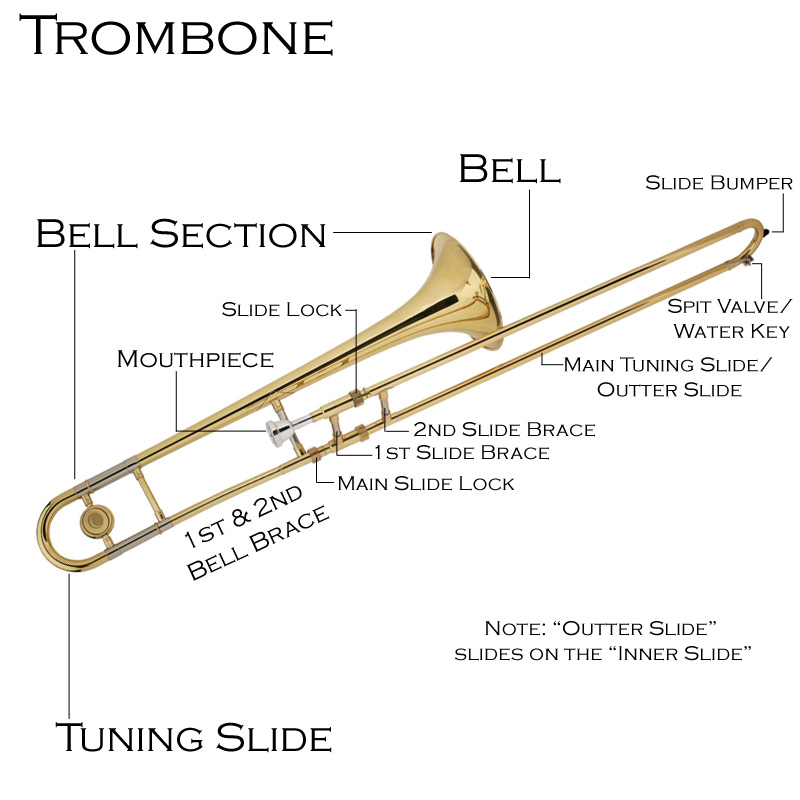 Trombone
Bell
Slide Bumper
Bell Section
Slide Lock
Spit Valve/
Water Key
Mouthpiece
Main Tuning Slide/
Outter Slide
2nd Slide Brace
1st Slide Brace
Main Slide Lock
1st & 2nd
Bell Brace
Note: “Outter Slide”
slides on the “Inner Slide”
Tuning Slide